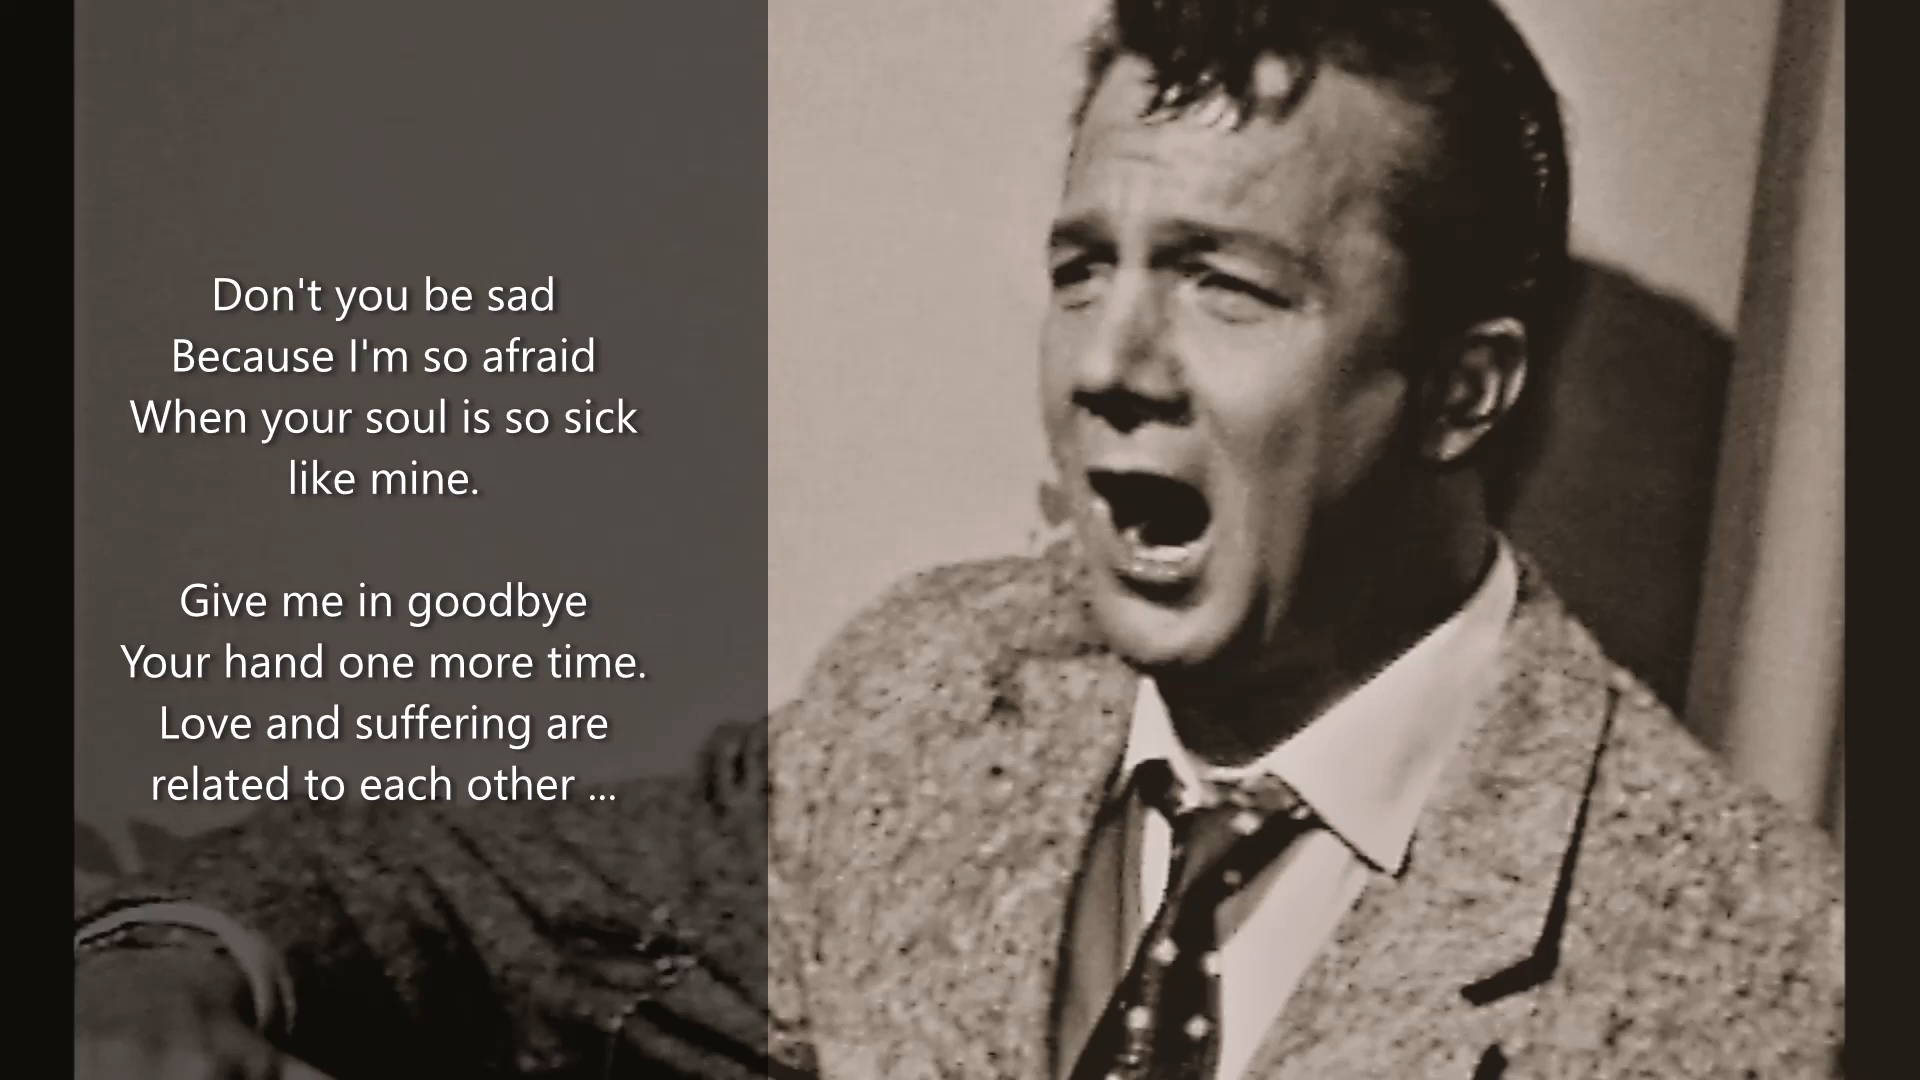 Don't you be sad
Because I'm so afraid
When your soul is so sick
like mine.
Give me in goodbye
Your hand one more time.
Love and suffering are
related to each other ...